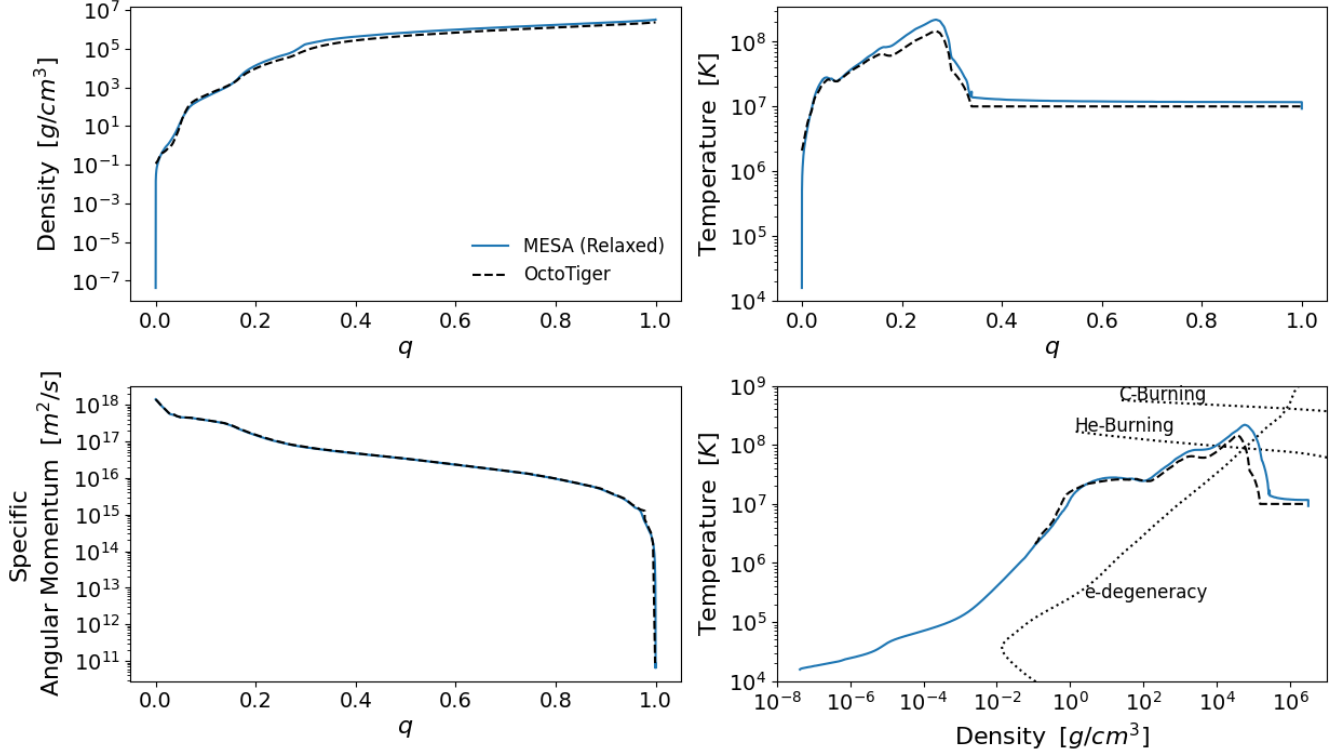 10^7
10^5
10^3
10^1
10^-1
10^-3
10^-5
10^-7
Density [g/cm^3]
MESA (Relaxed)
OctoTiger
0.0 0.2 0.4 0.6 0.8 1.0
q
10^8
10^7
10^6
10^5
10^4
Temperature [K]
0.0 0.2 0.4 0.6 0.8 1.0
q
10^18
10^17
10^16
10^15
10^14
10^13
10^12
10^11
Specific
Angular Momentum [m^2/s]
0.0 0.2 0.4 0.6 0.8 1.0
q
10^9
10^8
10^7
10^6
10^5
10^4
Temperature [K]
C-Burning
He-Burning
e-degeneracy
10^-8 10^-6 10^-4 10^-2 10^0 10^2 10^4 10^6
Density [g/cm^3]